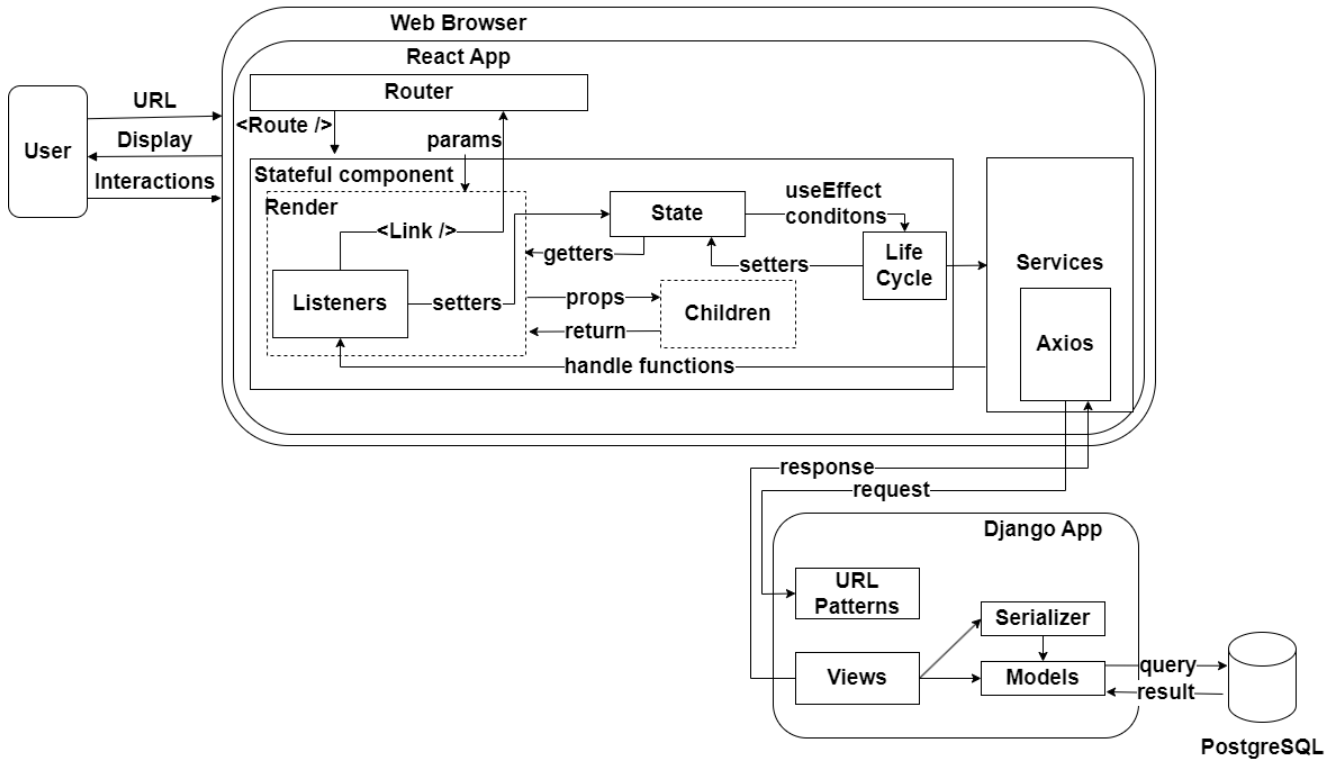 Web Browser
React App
Router
URL
<Route />
User
Display
params
Interactions
Stateful component
Render
<Link />
State
useEffect
conditons
getters
setters
Life
Cycle
Services
Listeners
setters
props
Children
return
Axios
handle functions
response
request
Django App
URL
Patterns
Serializer
Views
Models
query
result
PostgreSQL